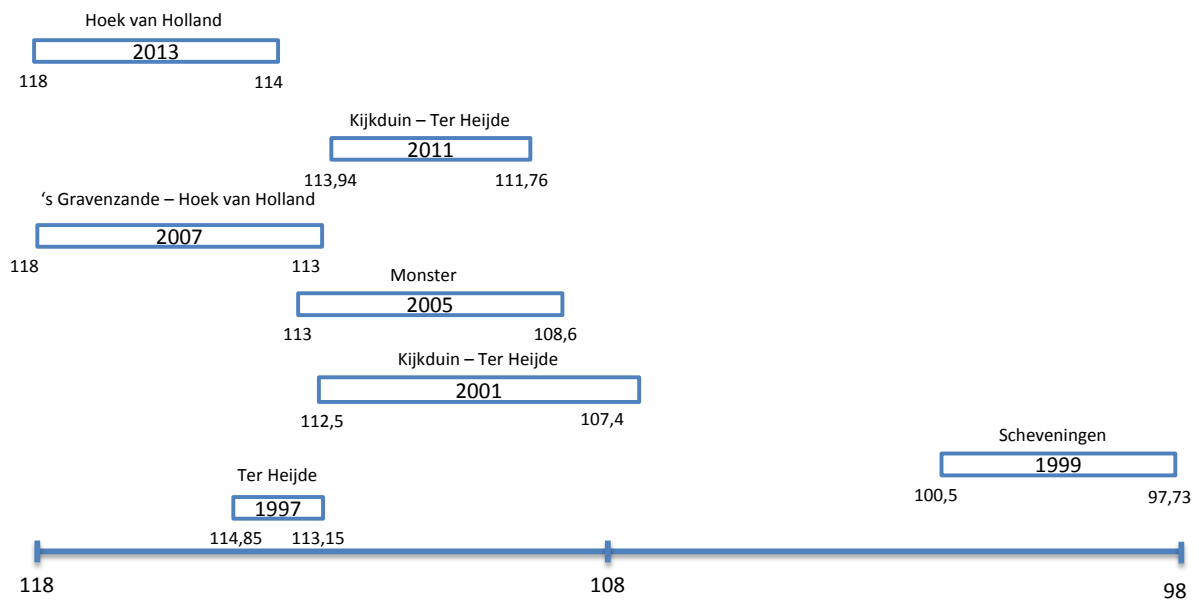 Hoek van Holland
2013
118 114
Kijkduin – Ter Heijde
2011
113,94 111,76
‘s Gravenzande – Hoek van Holland
2007
118 113
Monster
2005
113 108,6
Kijkduin – Ter Heijde
2001
112,5 107,4
Scheveningen
1999
100,5 97,73
Ter Heijde
1997
114,85 113,15
118 108 98